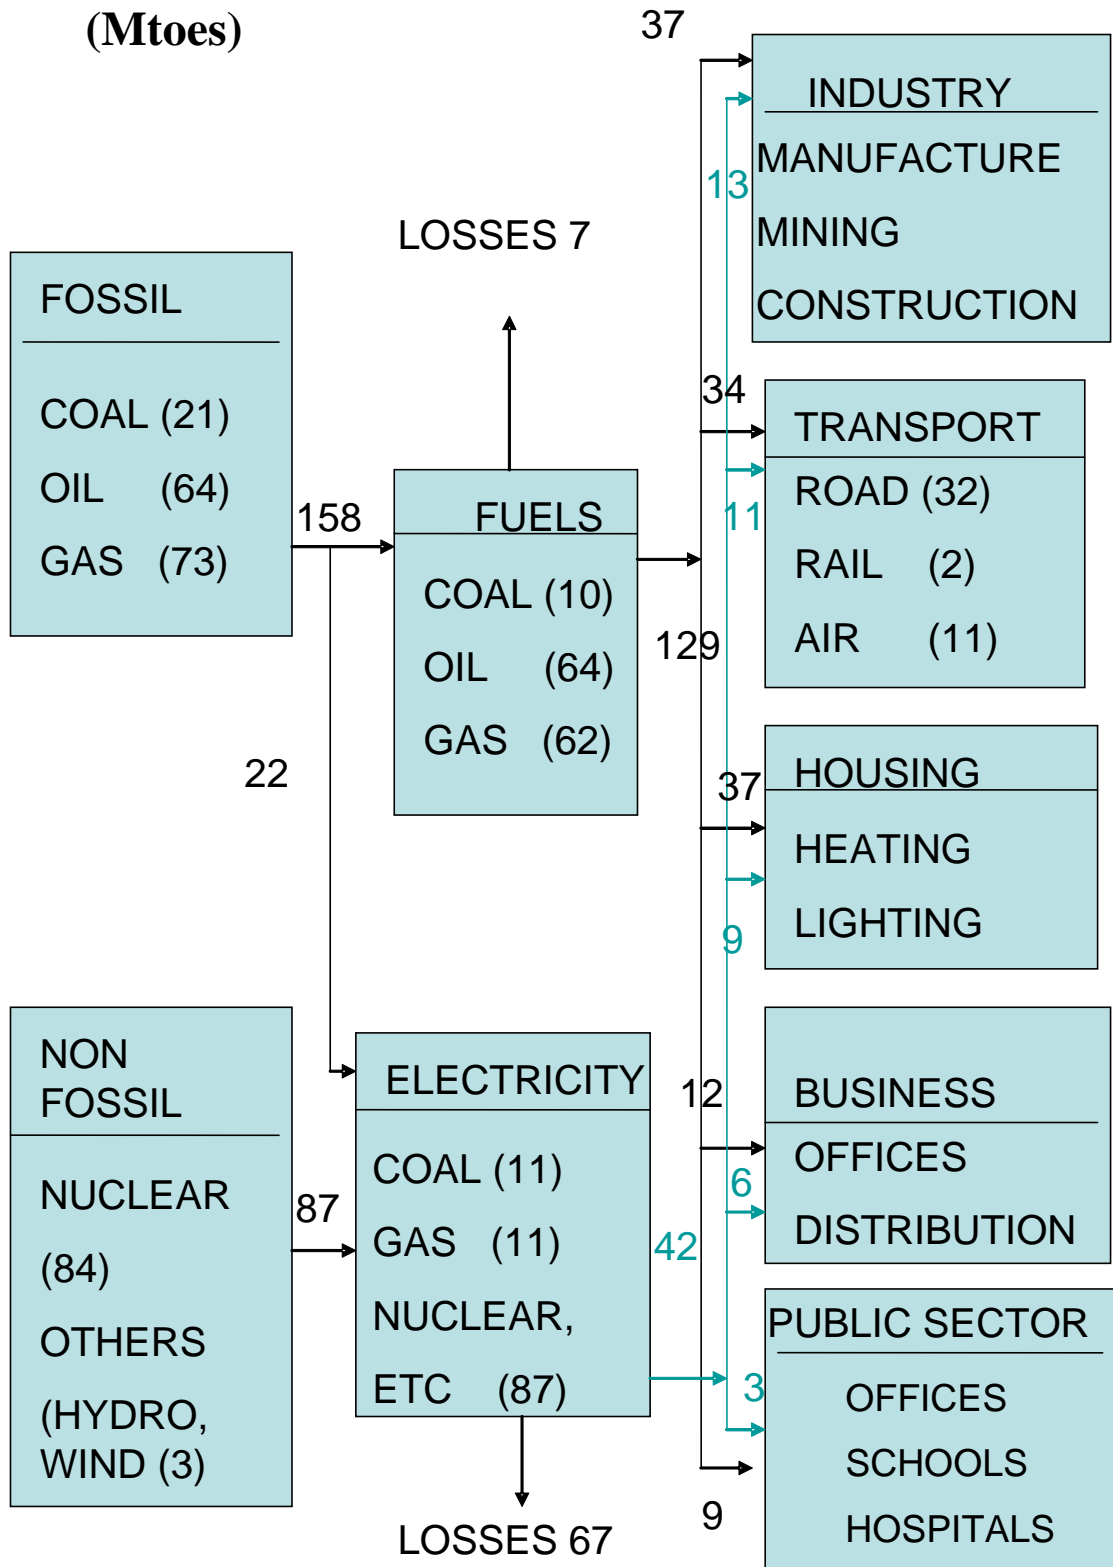 (Mtoes)
FOSSIL
COAL (21)
OIL (64)
GAS (73)
158
22
NON
FOSSIL
NUCLEAR
(84)
OTHERS
(HYDRO,
WIND (3)
87
LOSSES 7
FUELS
COAL (10)
OIL (64)
GAS (62)
129
ELECTRICITY
COAL (11)
GAS (11)
NUCLEAR,
ETC (87)
42
LOSSES 67
37
13
INDUSTRY
MANUFACTURE
MINING
CONSTRUCTION
34
11
TRANSPORT
ROAD (32)
RAIL (2)
AIR (11)
37
9
HOUSING
HEATING
LIGHTING
12
6
BUSINESS
OFFICES
DISTRIBUTION
3
9
PUBLIC SECTOR
OFFICES
SCHOOLS
HOSPITALS